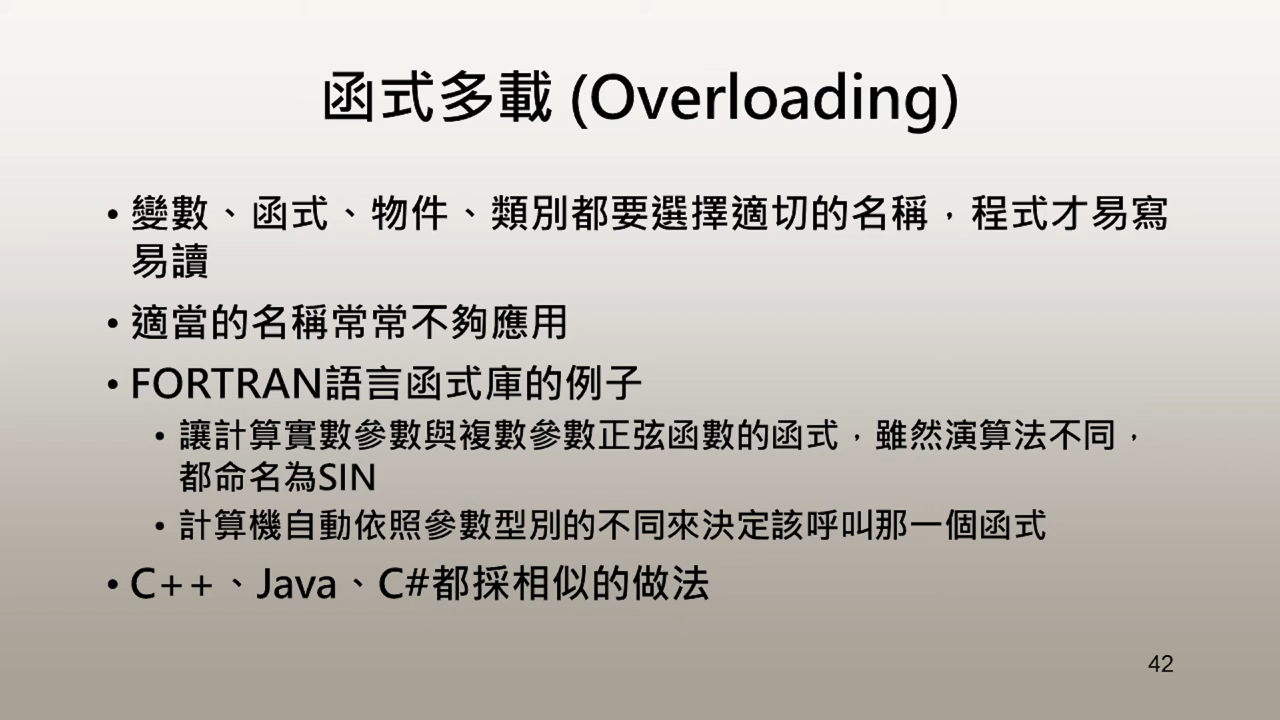 函式多載 (Overloading)
• 變數、函式、物件、類別都要選擇適切的名稱，程式才易寫
易讀
• 適當的名稱常常不夠應用
• FORTRAN語言函式庫的例子
• 讓計算實數參數與複數參數正弦函數的函式，雖然演算法不同，
都命名為SIN
• 計算機自動依照參數型別的不同來決定該呼叫那一個函式
• C++、Java、C#都採相似的做法
42